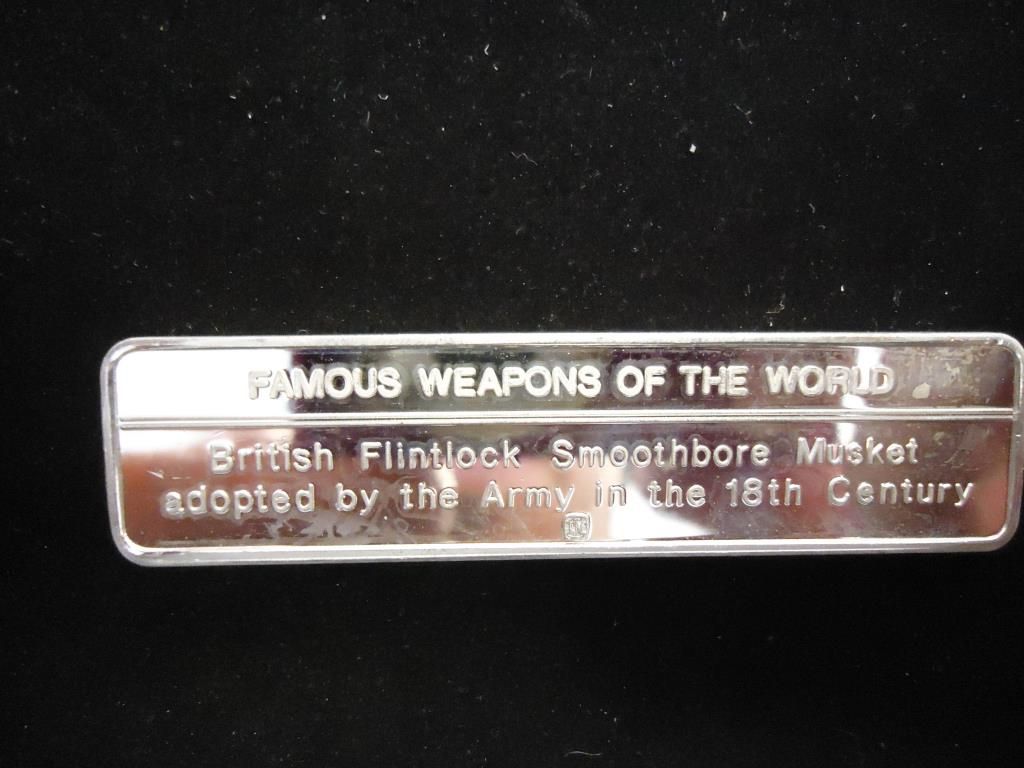 FAMOUS WEAPONS OF THE WORLD
British Flintlock Smoothbore Musket
adopted by the Army in the 18th Century